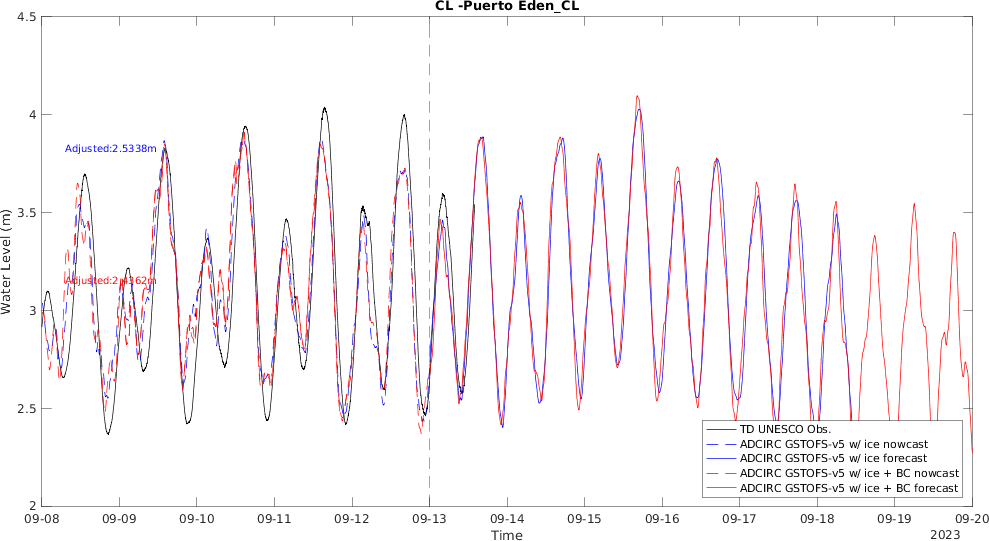 CL -Puerto Eden_CL
4.5
4
3.5
3
2.5
2
Water Level (m)
Adjusted:2.5338m
TD UNESCO Obs.
ADCIRC GSTOFS-v5 w/ ice nowcast
ADCIRC GSTOFS-v5 w/ ice forecast
ADCIRC GSTOFS-v5 w/ ice + BC nowcast
ADCIRC GSTOFS-v5 w/ ice + BC forecast
09-08 09-09 09-10 09-11 09-12 09-13 09-14 09-15 09-16 09-17 09-18 09-19 09-20
Time
2023